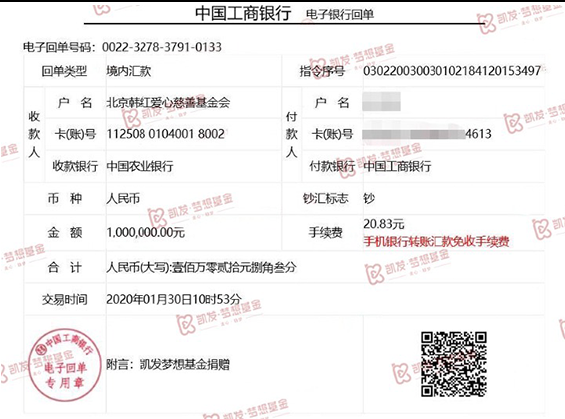 中国工商银行 电子银行回单
电子回单号码：0022-3278-3791-0133
回单类型 境内汇款 指令序号 030220030030102184120153497
收款人 户 名 北京韩红爱心慈善基金会 付款人 户 名
卡(账)号 112508 0104001 8002 卡(账)号 4613
收款银行 中国农业银行 付款银行 中国工商银行
币 种 人民币 钞汇标志 钞
金 额 1,000,000.00元 手续费 20.83元
手机银行转账汇款免收手续费
合 计 人民币(大写):壹佰万零贰拾元捌角叁分
交易时间 2020年01月30日10时53分
中国工商银行
电子回单
专用章
附言：凯发梦想基金捐赠
凯发·梦想基金